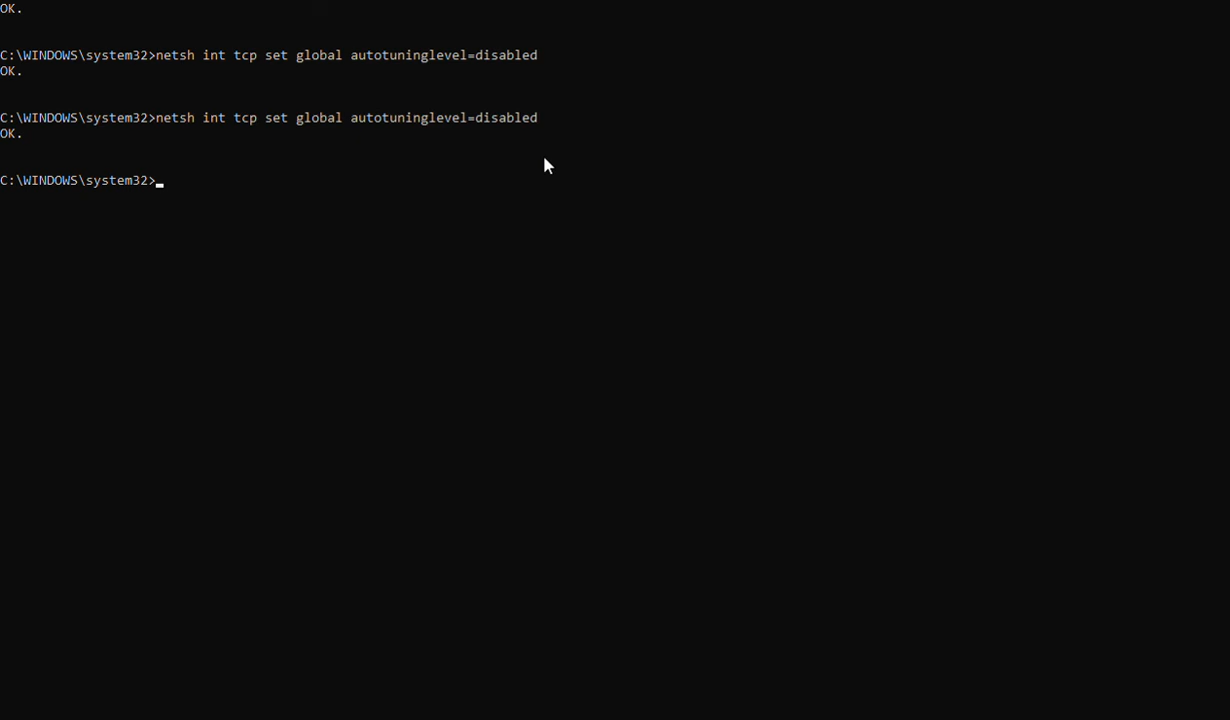 OK.
C:\WINDOWS\system32>netsh int tcp set global autotuninglevel=disabled
OK.
C:\WINDOWS\system32>netsh int tcp set global autotuninglevel=disabled
OK.
C:\WINDOWS\system32>